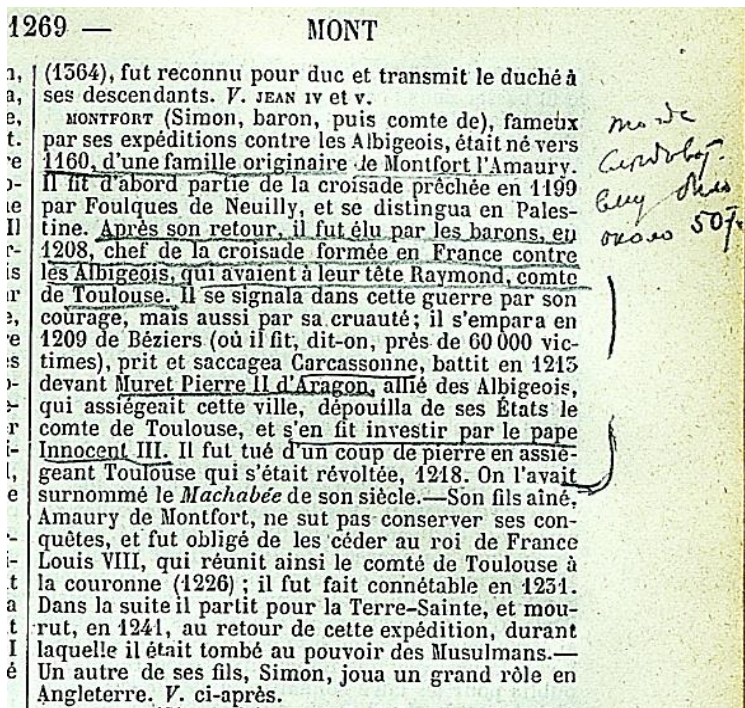 1269 — MONT
(1364), fut reconnu pour duc et transmit le duché à
ses descendants. V. JEAN IV et V.
MONTFORT (Simon, baron, puis comte de), fameux
par ses expéditions contre les Albigeois, était né vers
1160, d'une famille originaire de Montfort l'Amaury.
Il fit d'abord partie de la croisade prêchée en 1199
par Foulques de Neuilly, et se distingua en Pales-
tine. Après son retour, il fut élu par les barons, en
1208, chef de la croisade formée en France contre
les Albigeois, qui avaient à leur tête Raymond, comte
de Toulouse. Il se signala dans cette guerre par son
courage, mais aussi par sa cruauté; il s'empara en
1209 de Béziers (où il fit, dit-on, près de 60 000 vic-
times), prit et saccagea Carcassonne, battit en 1213
devant Muret Pierre II d'Aragon, allié des Albigeois,
qui assiégeait cette ville, dépouilla de ses États le
comte de Toulouse, et s'en fit investir par le pape
Innocent III. Il fut tué d'un coup de pierre en assié-
geant Toulouse qui s'était révoltée, 1218. On l'avait
surnommé le Machabée de son siècle.—Son fils aîné,
Amaury de Montfort, ne sut pas conserver ses con-
quêtes, et fut obligé de les céder au roi de France
Louis VIII, qui réunit ainsi le comté de Toulouse à
la couronne (1226); il fut fait connétable en 1231.
Dans la suite il partit pour la Terre-Sainte, et mou-
rut, en 1241, au retour de cette expédition, durant
laquelle il était tombé au pouvoir des Musulmans.—
Un autre de ses fils, Simon, joua un grand rôle en
Angleterre. V. ci-après.
ему было
около 50